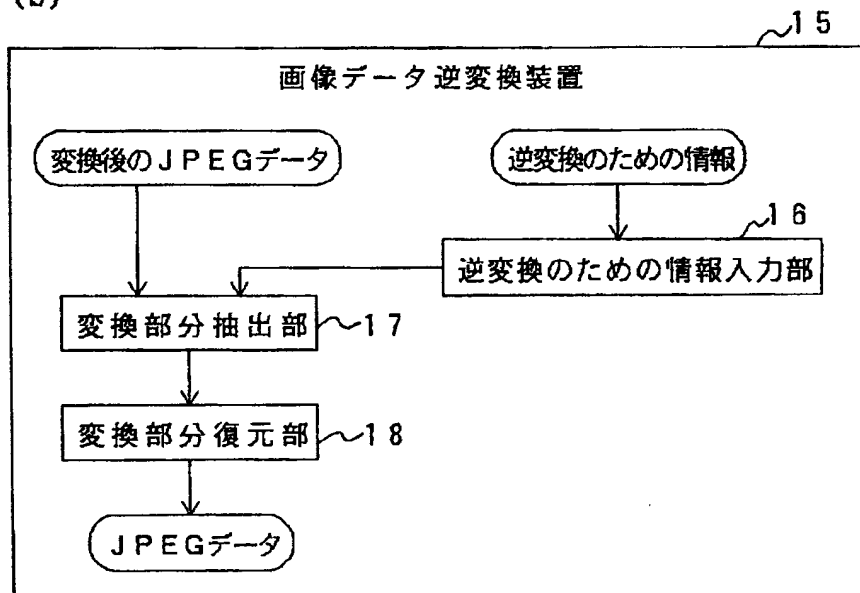 (b)
15
画像データ逆変換装置
変換後のJPEGデータ
逆変換のための情報
16
逆変換のための情報入力部
変換部分抽出部
17
変換部分復元部
18
JPEGデータ